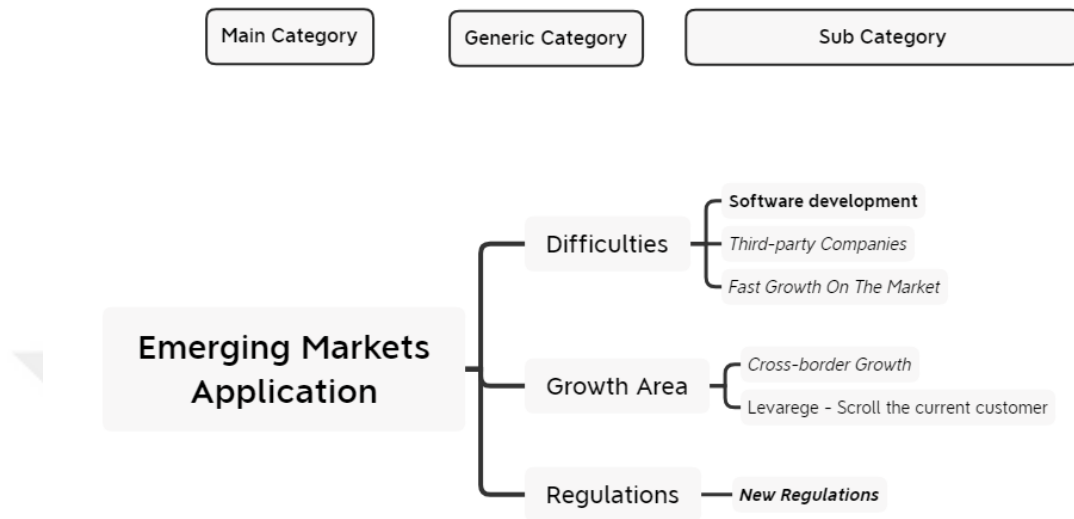 Main Category
Generic Category
Sub Category
Software development
Difficulties
Third-party Companies
Fast Growth On The Market
Emerging Markets
Application
Cross-border Growth
Growth Area
Levarege - Scroll the current customer
Regulations
New Regulations